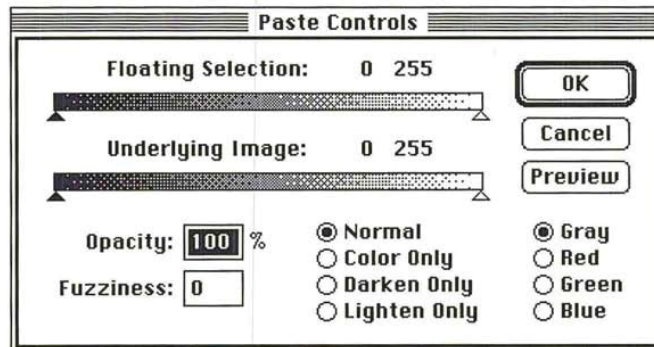 Paste Controls
Floating Selection: 0 255
OK
Underlying Image: 0 255
Cancel
Preview
Opacity: 100 %
Fuzziness: 0
Normal
Color Only
Darken Only
Lighten Only
Gray
Red
Green
Blue